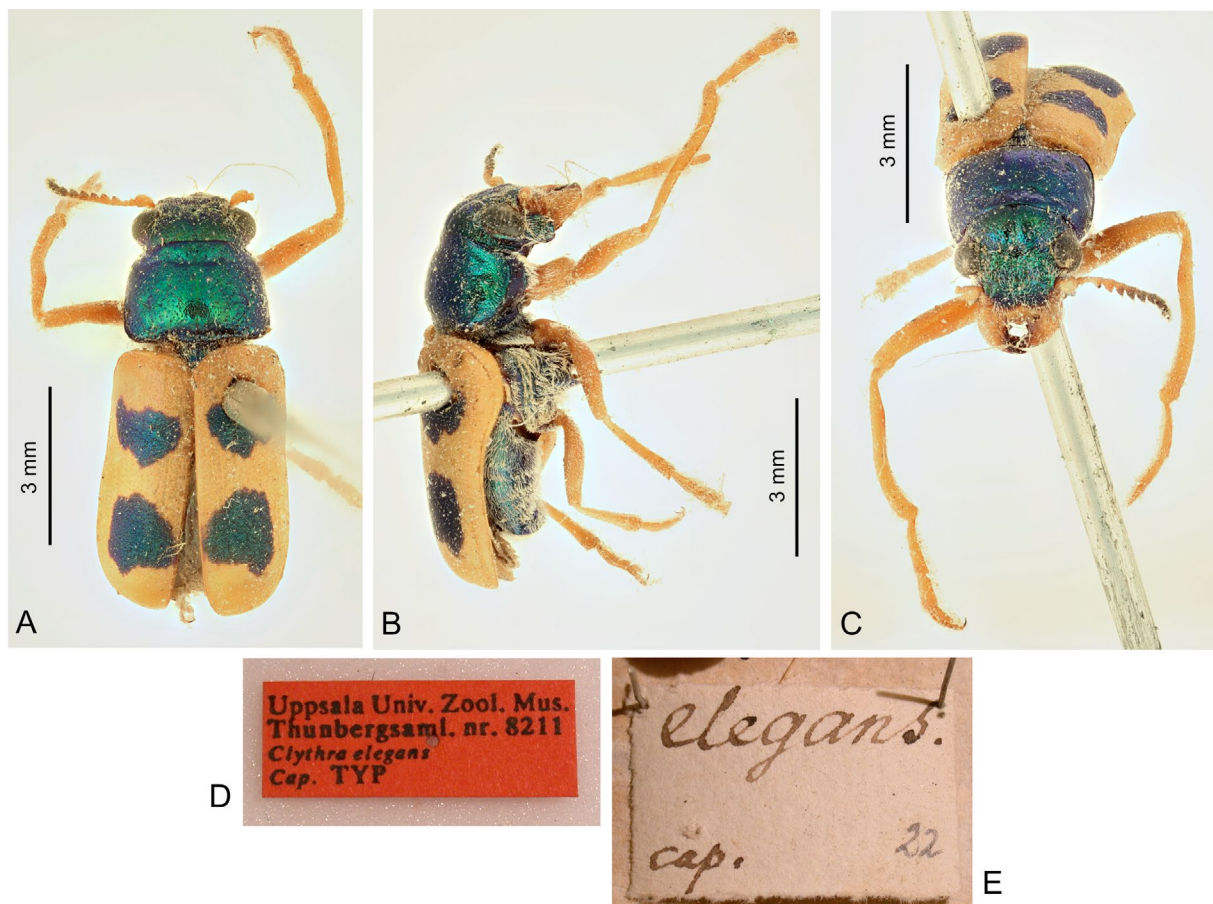 3 mm
A
3 mm
B
3 mm
C
Uppsala Univ. Zool. Mus.
Thunbergsaml. nr. 8211
Clythra elegans
Cap. TYP
D
elegans.
cap.
22
E